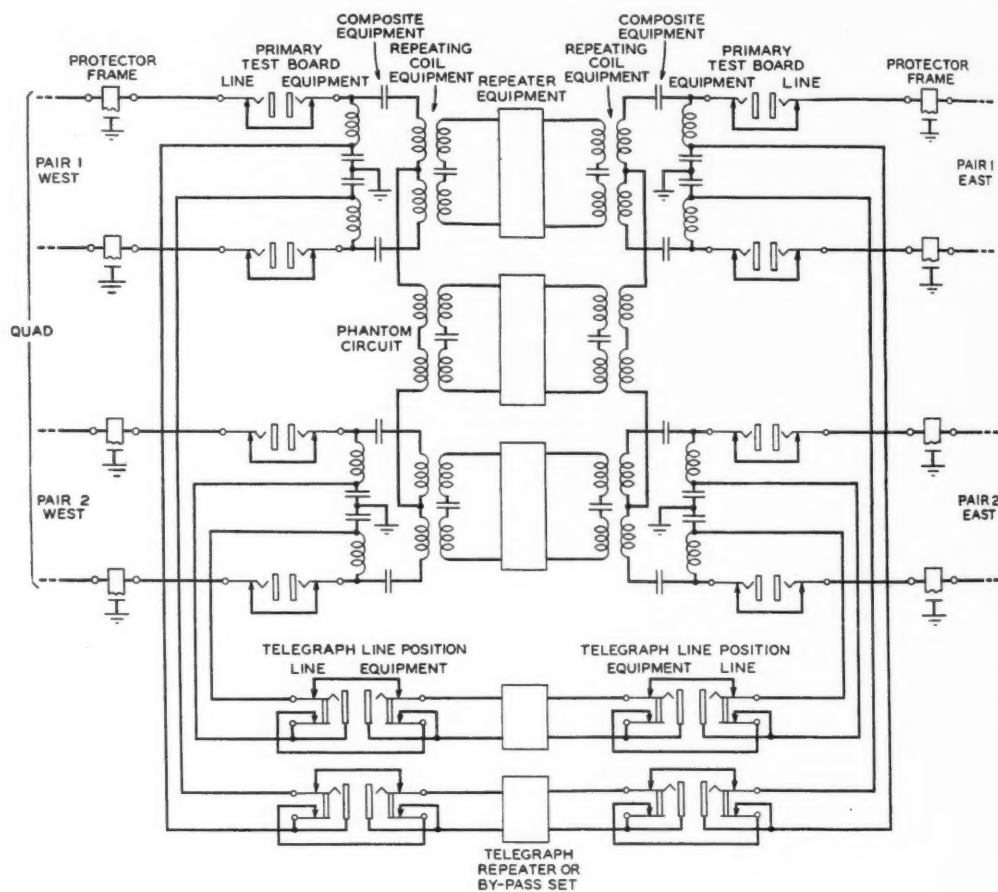 COMPOSITE
EQUIPMENT
REPEATING
COIL
EQUIPMENT
PROTECTOR
FRAME
PRIMARY
TEST BOARD
LINE EQUIPMENT
REPEATER
EQUIPMENT
COMPOSITE
EQUIPMENT
REPEATING
COIL
EQUIPMENT
PRIMARY
TEST BOARD
EQUIPMENT LINE
PROTECTOR
FRAME
PAIR 1
WEST
PAIR 1
EAST
QUAD
PHANTOM
CIRCUIT
PAIR 2
WEST
PAIR 2
EAST
TELEGRAPH LINE POSITION
LINE EQUIPMENT
TELEGRAPH LINE POSITION
EQUIPMENT LINE
TELEGRAPH
REPEATER OR
BY-PASS SET